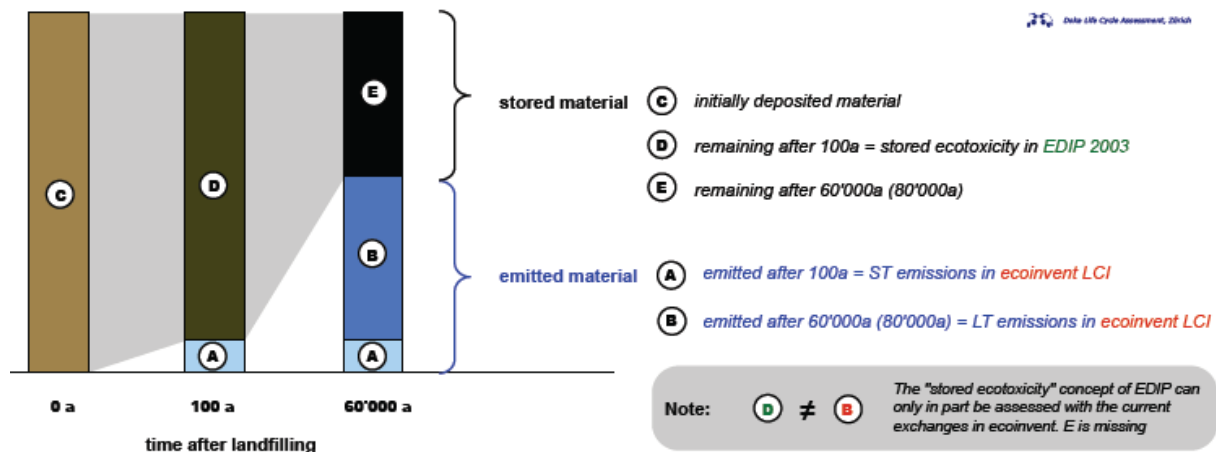 Doka Life Cycle Assessment, Zürich
E
stored material
C initially deposited material
D remaining after 100a = stored ecotoxicity in EDIP 2003
E remaining after 60'000a (80'000a)
C
D
B
emitted material
A emitted after 100a = ST emissions in ecoinvent LCI
B emitted after 60'000a (80'000a) = LT emissions in ecoinvent LCI
A
A
0 a
100 a
60'000 a
time after landfilling
Note: D ≠ B
The "stored ecotoxicity" concept of EDIP can
only in part be assessed with the current
exchanges in ecoinvent. E is missing